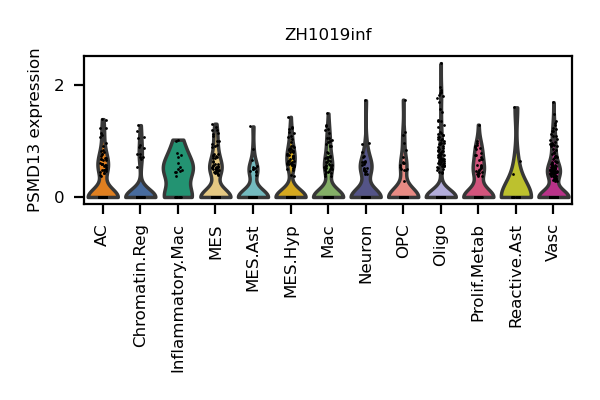 ZH1019inf
PSMD13 expression
2
0
AC
Chromatin.Reg
Inflammatory.Mac
MES
MES.Ast
MES.Hyp
Mac
Neuron
OPC
Oligo
Prolif.Metab
Reactive.Ast
Vasc